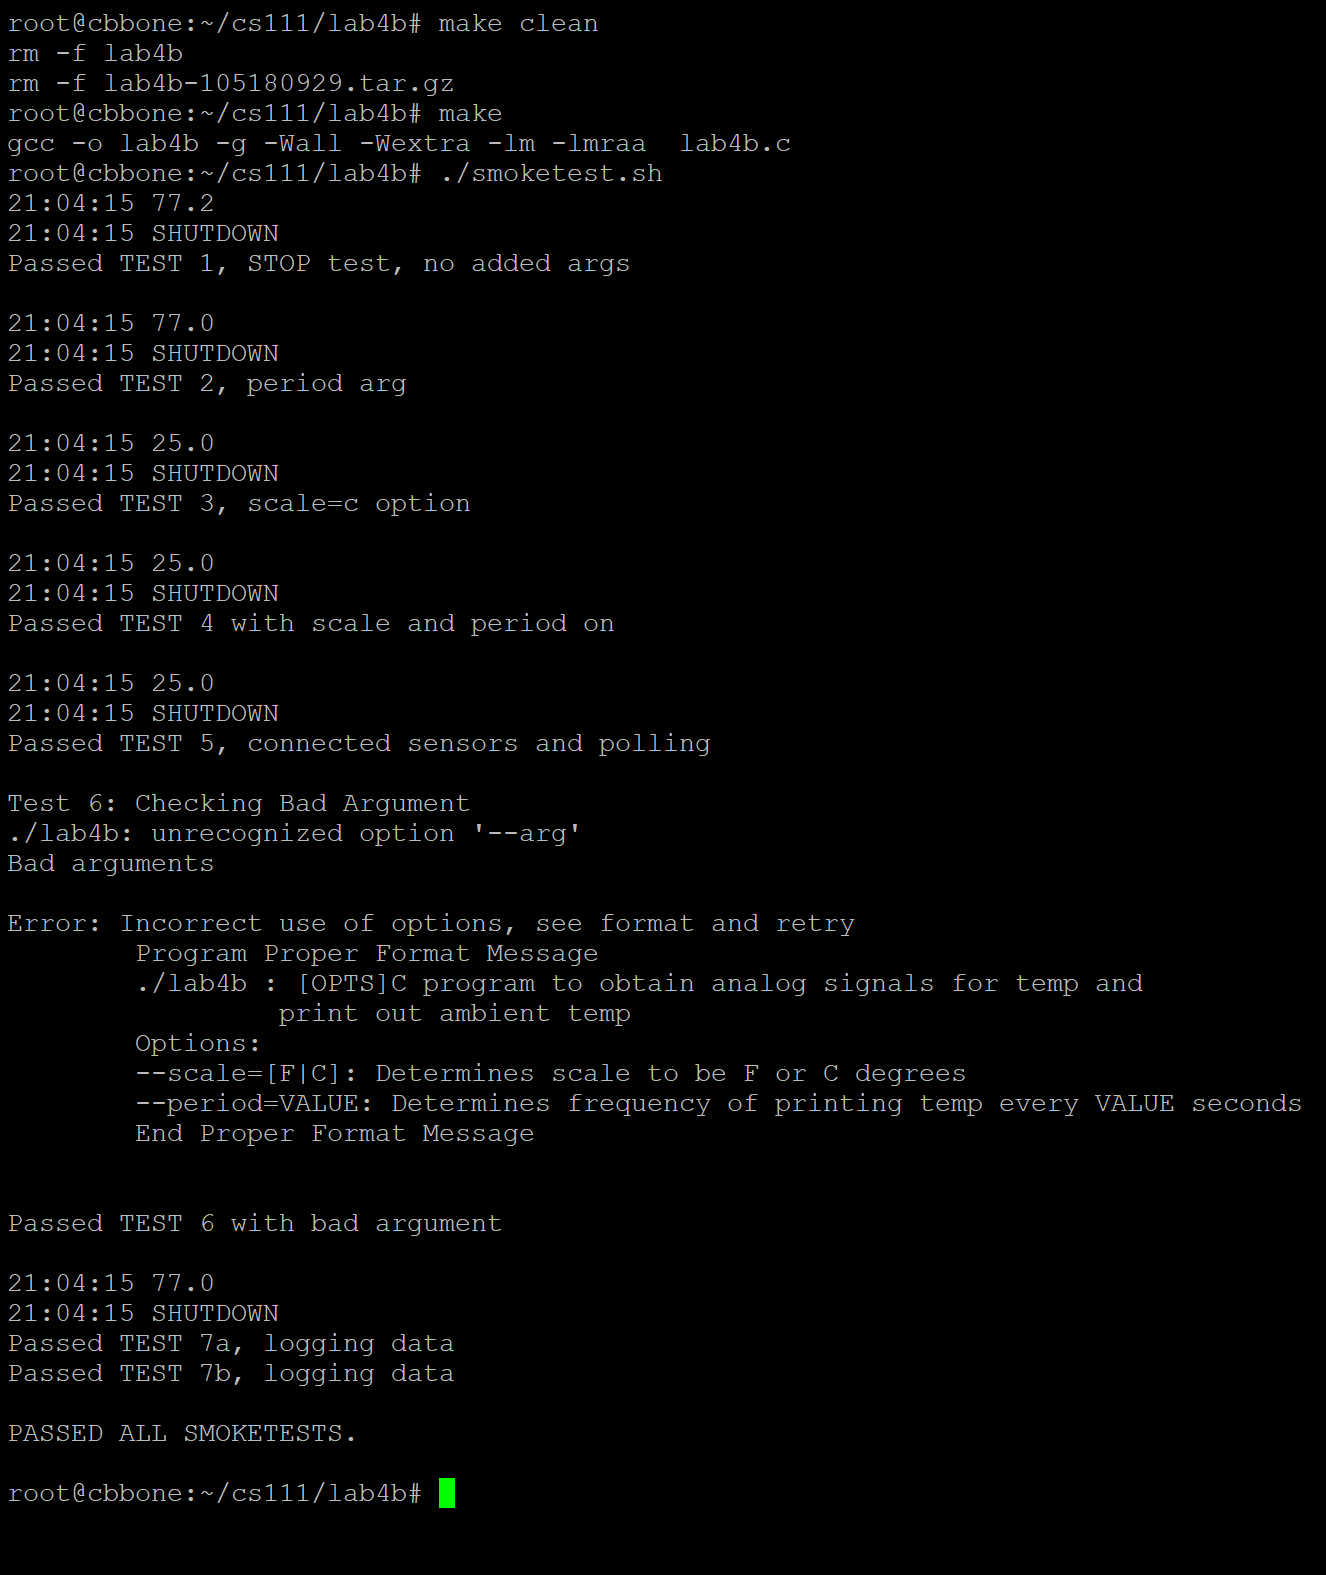 root@cbbone:~/cs111/lab4b# make clean
rm -f lab4b
rm -f lab4b-105180929.tar.gz
root@cbbone:~/cs111/lab4b# make
gcc -o lab4b -g -Wall -Wextra -lm -lmraa  lab4b.c
root@cbbone:~/cs111/lab4b# ./smoketest.sh
21:04:15 77.2
21:04:15 SHUTDOWN
Passed TEST 1, STOP test, no added args

21:04:15 77.0
21:04:15 SHUTDOWN
Passed TEST 2, period arg

21:04:15 25.0
21:04:15 SHUTDOWN
Passed TEST 3, scale=c option

21:04:15 25.0
21:04:15 SHUTDOWN
Passed TEST 4 with scale and period on

21:04:15 25.0
21:04:15 SHUTDOWN
Passed TEST 5, connected sensors and polling

Test 6: Checking Bad Argument
./lab4b: unrecognized option '--arg'
Bad arguments

Error: Incorrect use of options, see format and retry
        Program Proper Format Message
        ./lab4b : [OPTS]C program to obtain analog signals for temp and
                 print out ambient temp
        Options:
        --scale=[F|C]: Determines scale to be F or C degrees
        --period=VALUE: Determines frequency of printing temp every VALUE seconds
        End Proper Format Message


Passed TEST 6 with bad argument

21:04:15 77.0
21:04:15 SHUTDOWN
Passed TEST 7a, logging data
Passed TEST 7b, logging data

PASSED ALL SMOKETESTS.

root@cbbone:~/cs111/lab4b#